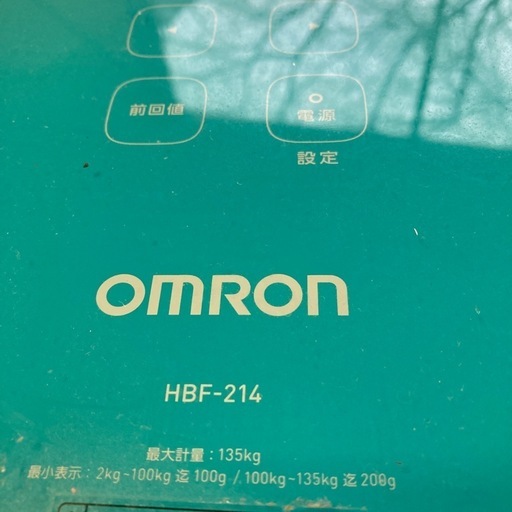 前回値
電源
設定
OMRON
HBF-214
最大計量：135kg
最小表示：2kg~100kg 迄 100g / 100kg~135kg 迄 200g